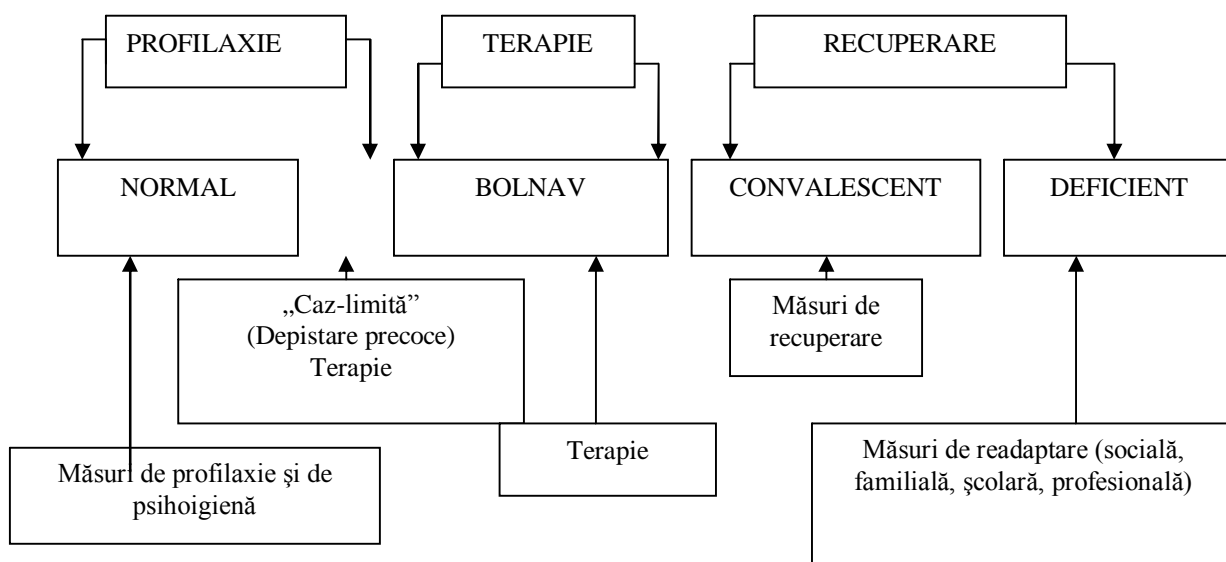 PROFILAXIE
TERAPIE
RECUPERARE
NORMAL
BOLNAV
CONVALESCENT
DEFICIENT
„Caz-limită”
(Depistare precoce)
Terapie
Măsuri de
recuperare
Măsuri de profilaxie şi de
psihoigienă
Terapie
Măsuri de readaptare (socială,
familială, şcolară, profesională)